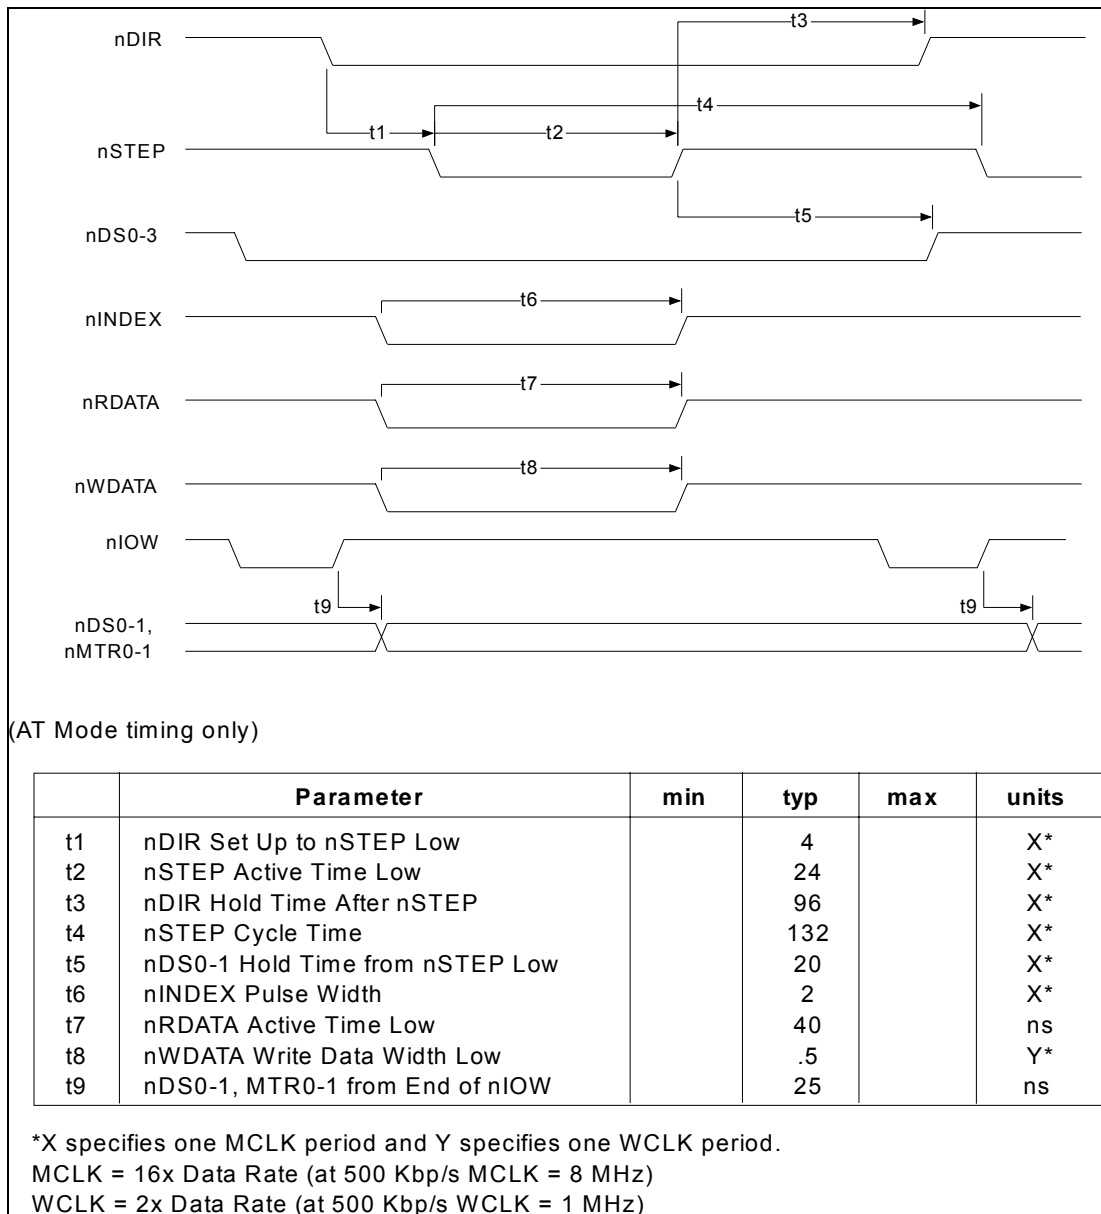 nDIR
t3
t4
t1
t2
nSTEP
t5
nDS0-3
t6
nINDEX
t7
nRDATA
t8
nWDATA
nIOW
t9
t9
nDS0-1,
nMTR0-1
(AT Mode timing only)
Parameter min typ max units
t1 nDIR Set Up to nSTEP Low 4 X*
t2 nSTEP Active Time Low 24 X*
t3 nDIR Hold Time After nSTEP 96 X*
t4 nSTEP Cycle Time 132 X*
t5 nDS0-1 Hold Time from nSTEP Low 20 X*
t6 nINDEX Pulse Width 2 X*
t7 nRDATA Active Time Low 40 ns
t8 nWDATA Write Data Width Low .5 Y*
t9 nDS0-1, MTR0-1 from End of nIOW 25 ns
*X specifies one MCLK period and Y specifies one WCLK period.
MCLK = 16x Data Rate (at 500 Kbp/s MCLK = 8 MHz)
WCLK = 2x Data Rate (at 500 Kbp/s WCLK = 1 MHz)